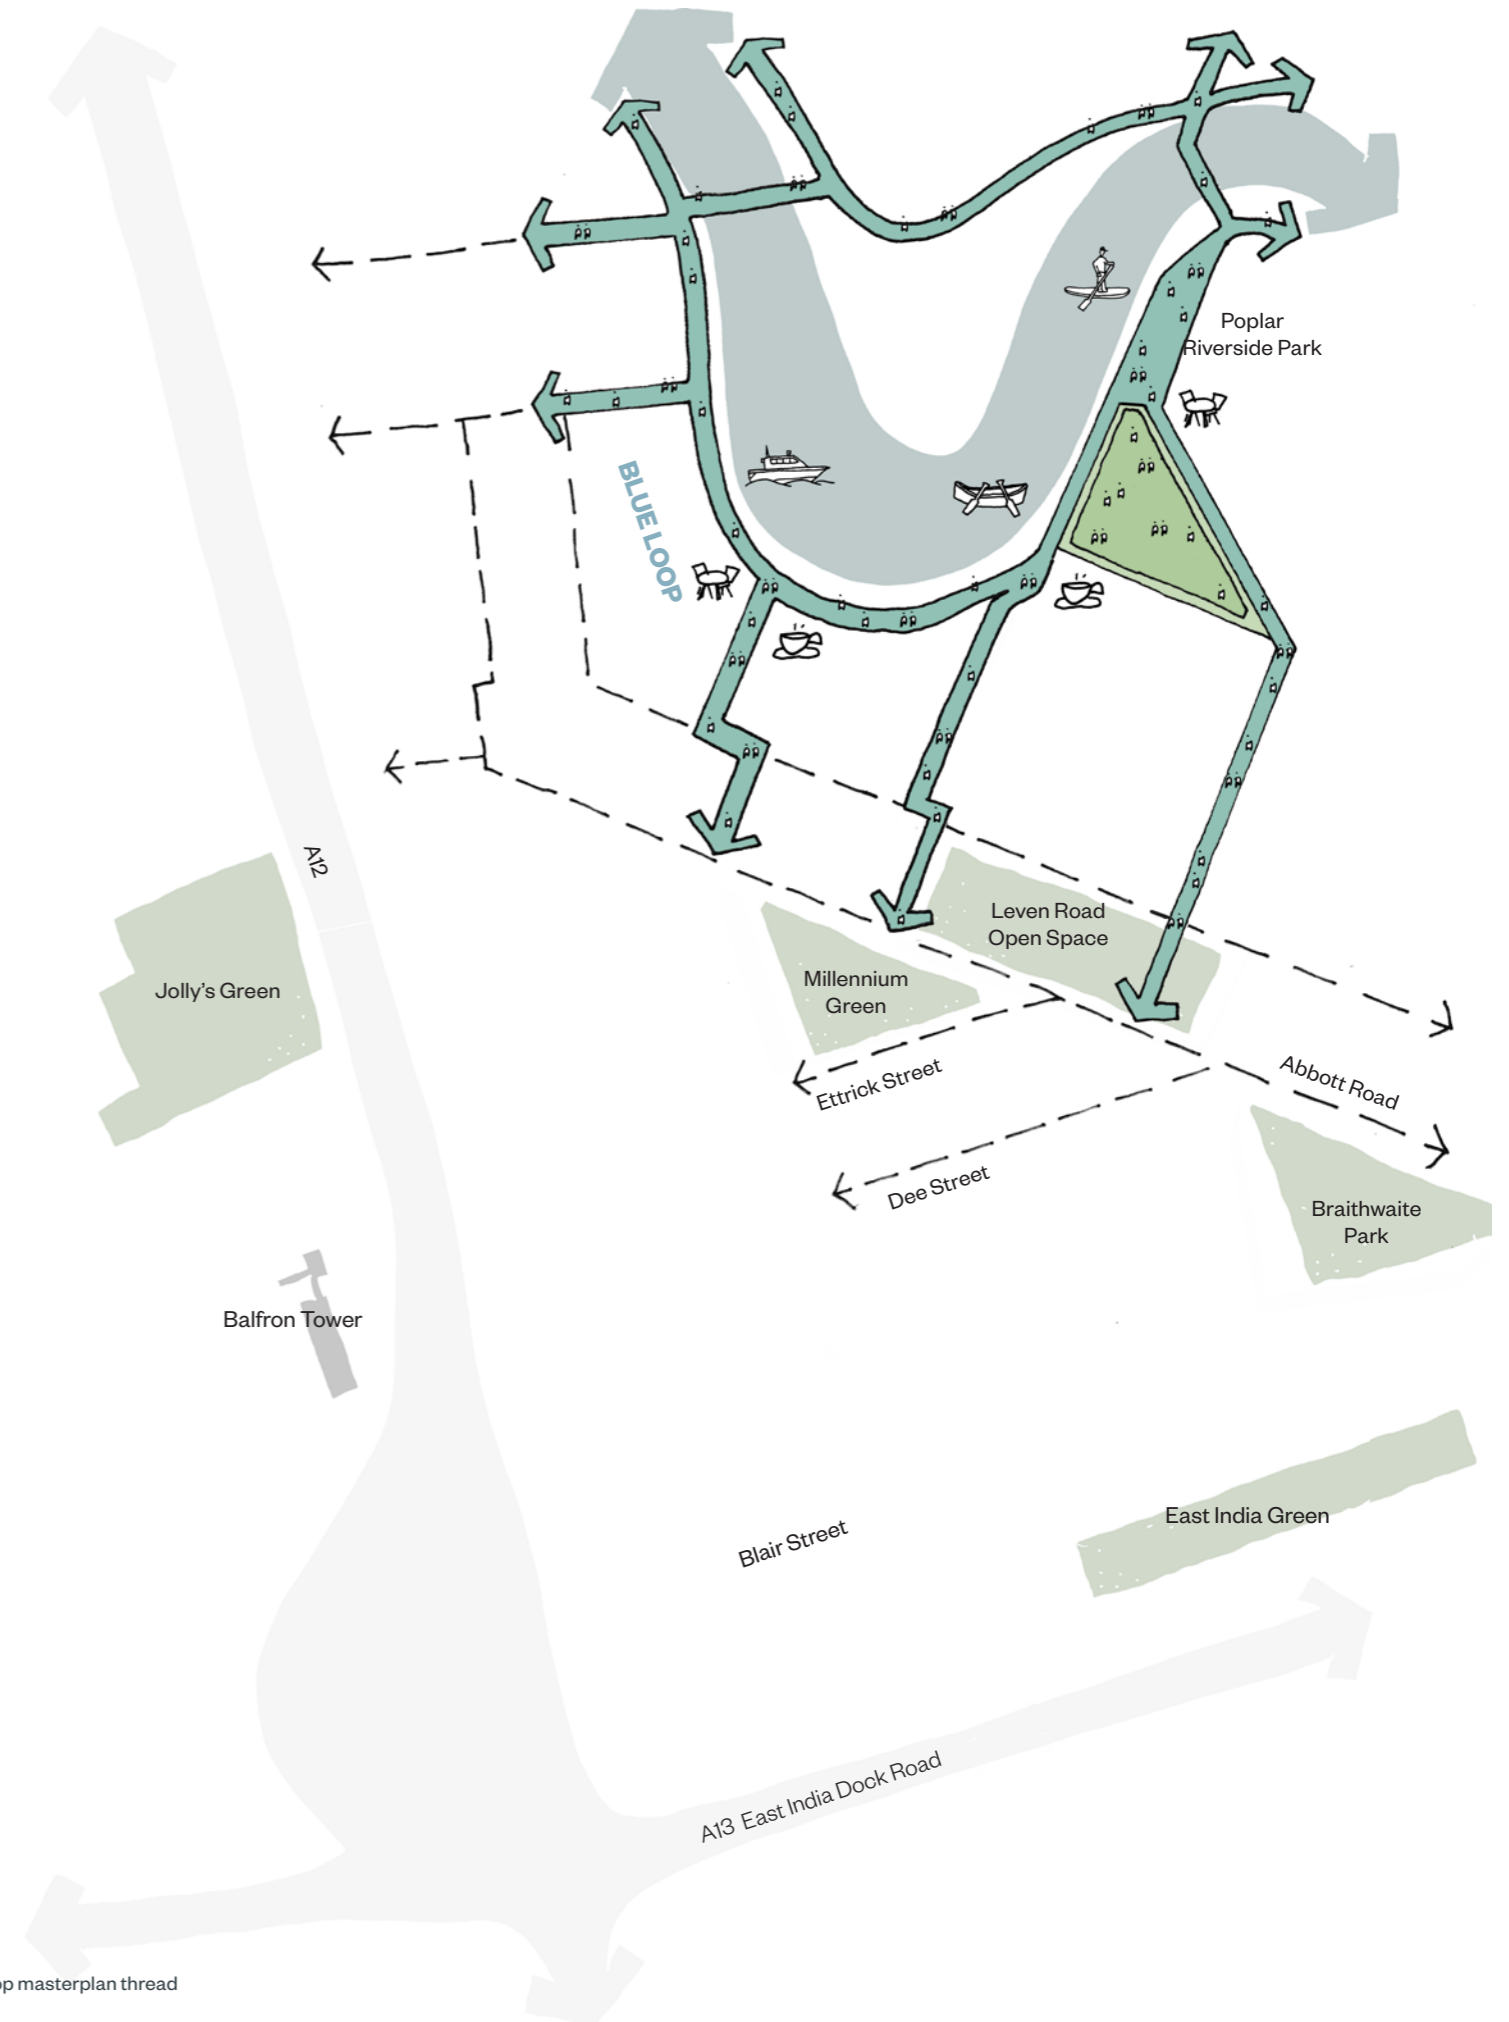 Poplar
Riverside Park
BLUE LOOP
A12
Leven Road
Open Space
Millennium
Green
Jolly's Green
Ettrick Street
Abbott Road
Dee Street
Braithwaite
Park
Balfron Tower
East India Green
Blair Street
A13 East India Dock Road
masterplan thread